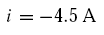 i = −4.5 A